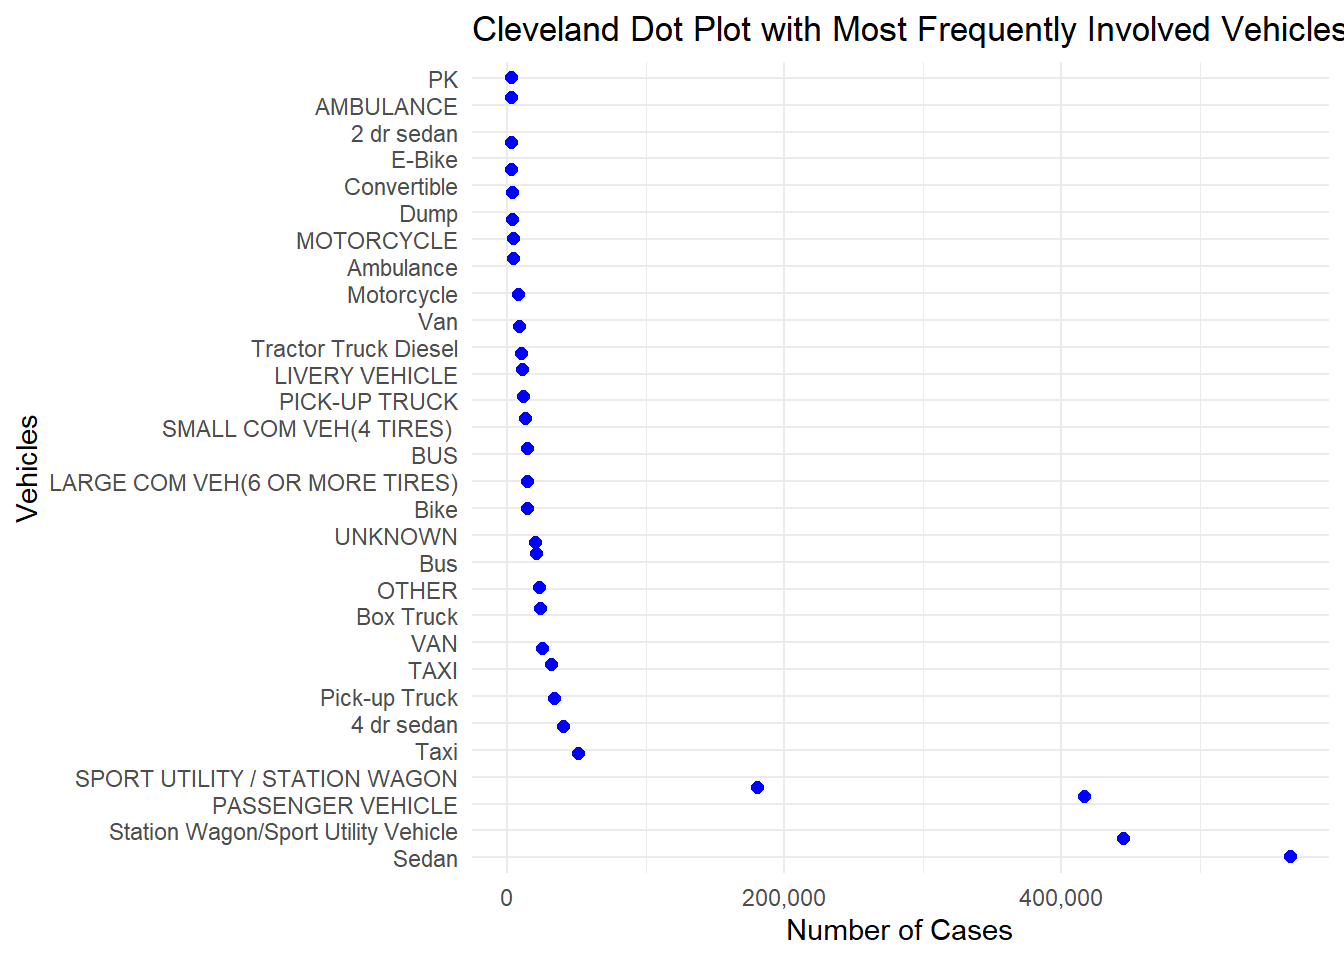 Cleveland Dot Plot with Most Frequently Involved Vehicles
PK
AMBULANCE
2 dr sedan
E-Bike
Convertible
Dump
MOTORCYCLE
Ambulance
Motorcycle
Van
Tractor Truck Diesel
LIVERY VEHICLE
PICK-UP TRUCK
SMALL COM VEH(4 TIRES)
BUS
LARGE COM VEH(6 OR MORE TIRES)
Bike
UNKNOWN
Bus
OTHER
Box Truck
VAN
TAXI
Pick-up Truck
4 dr sedan
Taxi
SPORT UTILITY / STATION WAGON
PASSENGER VEHICLE
Station Wagon/Sport Utility Vehicle
Sedan
Vehicles
0 200,000 400,000
Number of Cases